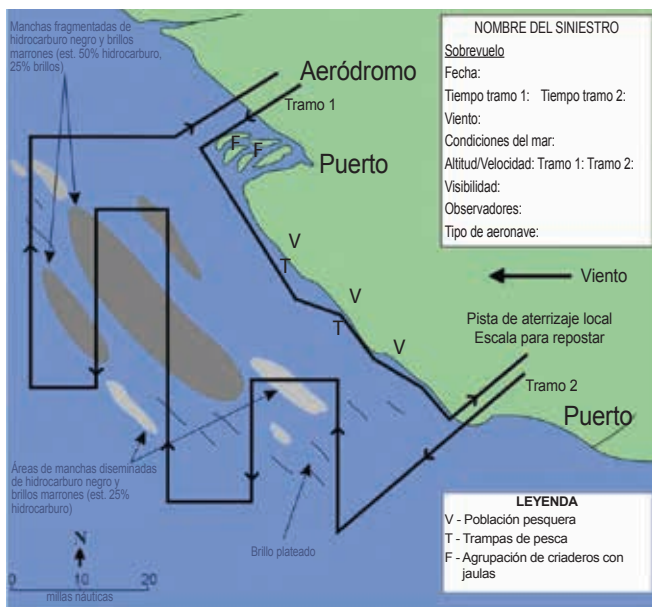 Manchas fragmentadas de
hidrocarburo negro y brillos
marrones (est. 50% hidrocarburo,
25% brillos)
Aeródromo
Tramo 1
F
F
Puerto
V
T
V
T
V
NOMBRE DEL SINIESTRO
Sobrevuelo
Fecha:
Tiempo tramo 1: Tiempo tramo 2:
Viento:
Condiciones del mar:
Altitud/Velocidad: Tramo 1: Tramo 2:
Visibilidad:
Observadores:
Tipo de aeronave:
Viento
Pista de aterrizaje local
Escala para repostar
Tramo 2
Puerto
Áreas de manchas diseminadas
de hidrocarburo negro y
brillos marrones (est. 25%
hidrocarburo)
Brillo plateado
N
0 10 20
millas náuticas
LEYENDA
V - Población pesquera
T - Trampas de pesca
F - Agrupación de criaderos con
jaulas